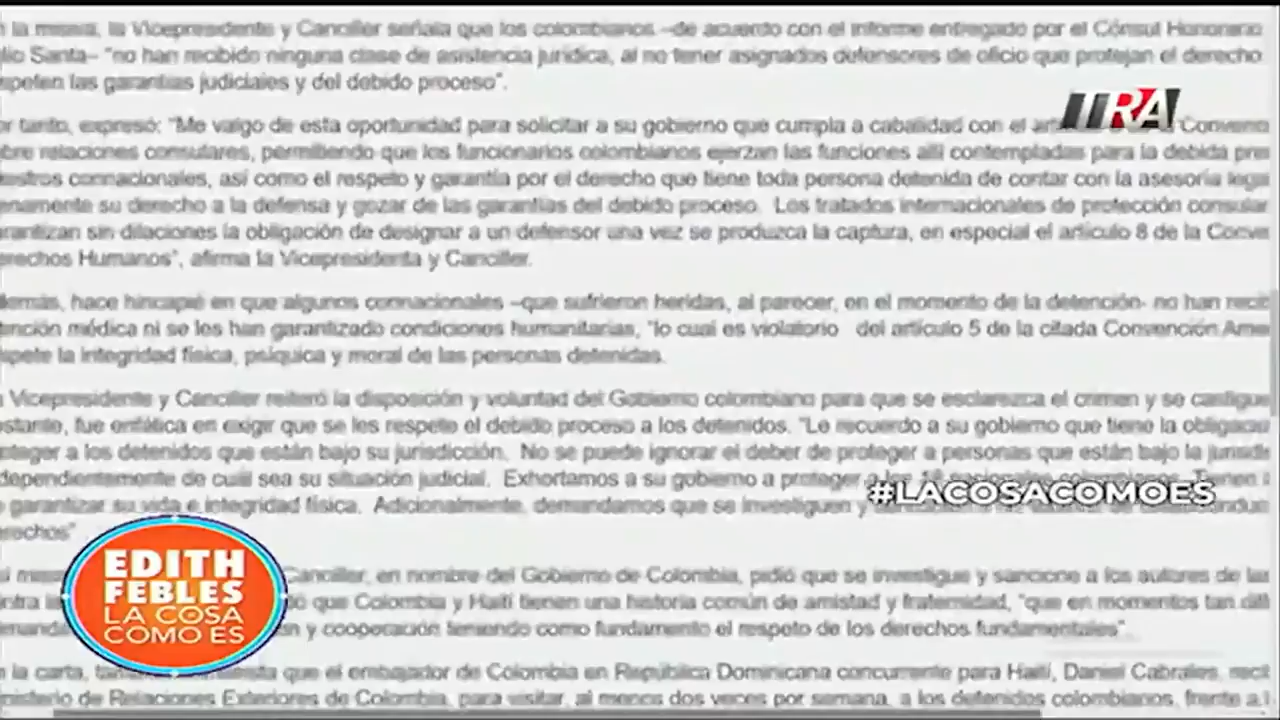 la misiva, la Vicepresidente y Canciller señala que los colombianos –de acuerdo con el informe entregado por el Cónsul Honorario
Santa– "no han recibido ninguna clase de asistencia jurídica, al no tener asignados defensores de oficio que protejan el derecho
las garantías judiciales y del debido proceso".
TRA
tanto, expresó: "Me valgo de esta oportunidad para solicitar a su gobierno que cumpla a cabalidad con el
relaciones consulares, permitiendo que los funcionarios colombianos ejerzan las funciones allí contempladas para la debida
connacionales, así como el respeto y garantía por el derecho que tiene toda persona detenida de contar con la asesoría
su derecho a la defensa y gozar de las garantías del debido proceso. Los tratados internacionales de protección consular
sin dilaciones la obligación de designar a un defensor una vez se produzca la captura, en especial el artículo 8 de la
Humanos", afirma la Vicepresidenta y Canciller.
hace hincapié en que algunos connacionales –que sufrieron heridas, al parecer, en el momento de la detención- no han
médica ni se les han garantizado condiciones humanitarias, "lo cual es violatorio del artículo 5 de la citada Convención
la integridad física, psíquica y moral de las personas detenidas.
Vicepresidente y Canciller reiteró la disposición y voluntad del Gobierno colombiano para que se esclarezca el crimen y se
fue enfática en exigir que se les respete el debido proceso a los detenidos. "Le recuerdo a su gobierno que tiene la
a los detenidos que están bajo su jurisdicción. No se puede ignorar el deber de proteger a personas que están bajo la
de cuál sea su situación judicial. Exhortamos a su gobierno a proteger a los 18
#LACOSACOMOES
garantizar su vida e integridad física. Adicionalmente, demandamos que se investiguen y
EDITH
FEBLES
LA COSA
COMO ES
Canciller, en nombre del Gobierno de Colombia, pidió que se investigue y sancione a los autores de
que Colombia y Haití tienen una historia común de amistad y fraternidad, "que en momentos tan
y cooperación teniendo como fundamento el respeto de los derechos fundamentales".
la carta, que el embajador de Colombia en República Dominicana concurrente para Haití, Daniel Cabrales,
de Relaciones Exteriores de Colombia, para visitar, al menos dos veces por semana, a los detenidos colombianos, frente a